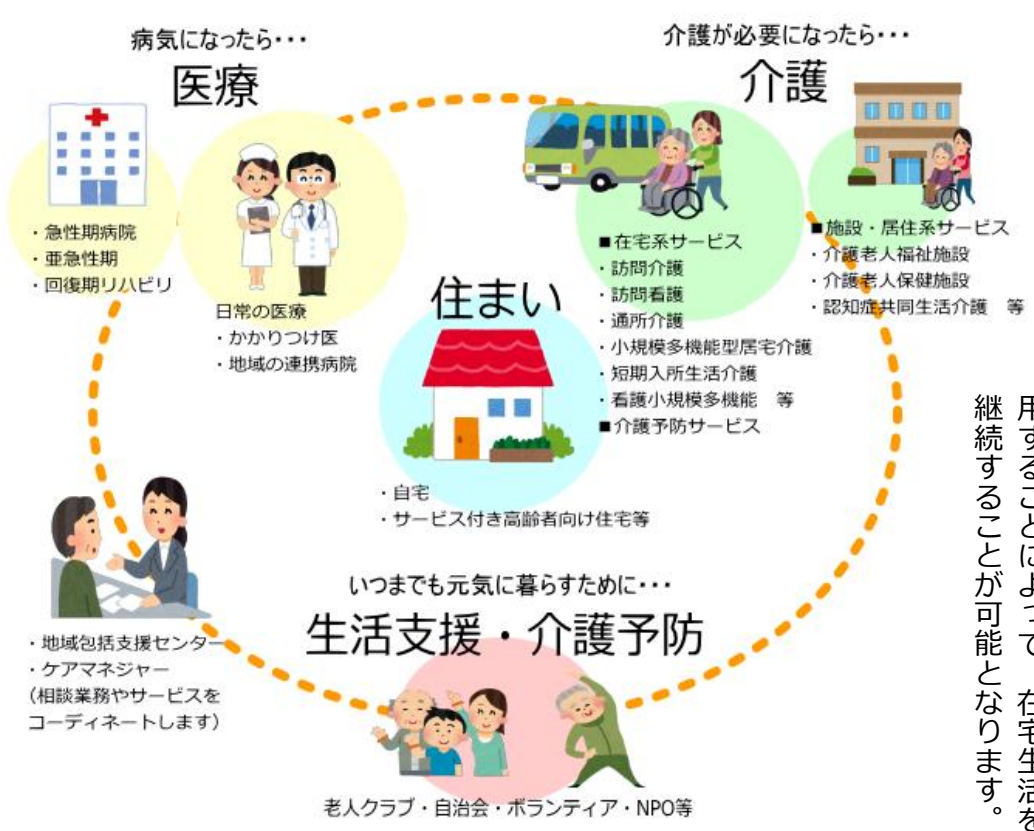 病気になったら・・・
医療
・急性期病院
・亜急性期
・回復期リハビリ
日常の医療
・かかりつけ医
・地域の連携病院
介護が必要になったら・・・
介護
■在宅系サービス
・訪問介護
・訪問看護
・通所介護
・小規模多機能型居宅介護
・短期入所生活介護
・看護小規模多機能　等
■介護予防サービス
■施設・居住系サービス
・介護老人福祉施設
・介護老人保健施設
・認知症共同生活介護　等
住まい
・自宅
・サービス付き高齢者向け住宅等
・地域包括支援センター
・ケアマネジャー
（相談業務やサービスを
コーディネートします）
いつまでも元気に暮らすために・・・
生活支援・介護予防
老人クラブ・自治会・ボランティア・NPO等
用することによって、在宅生活を
継続することが可能となります。